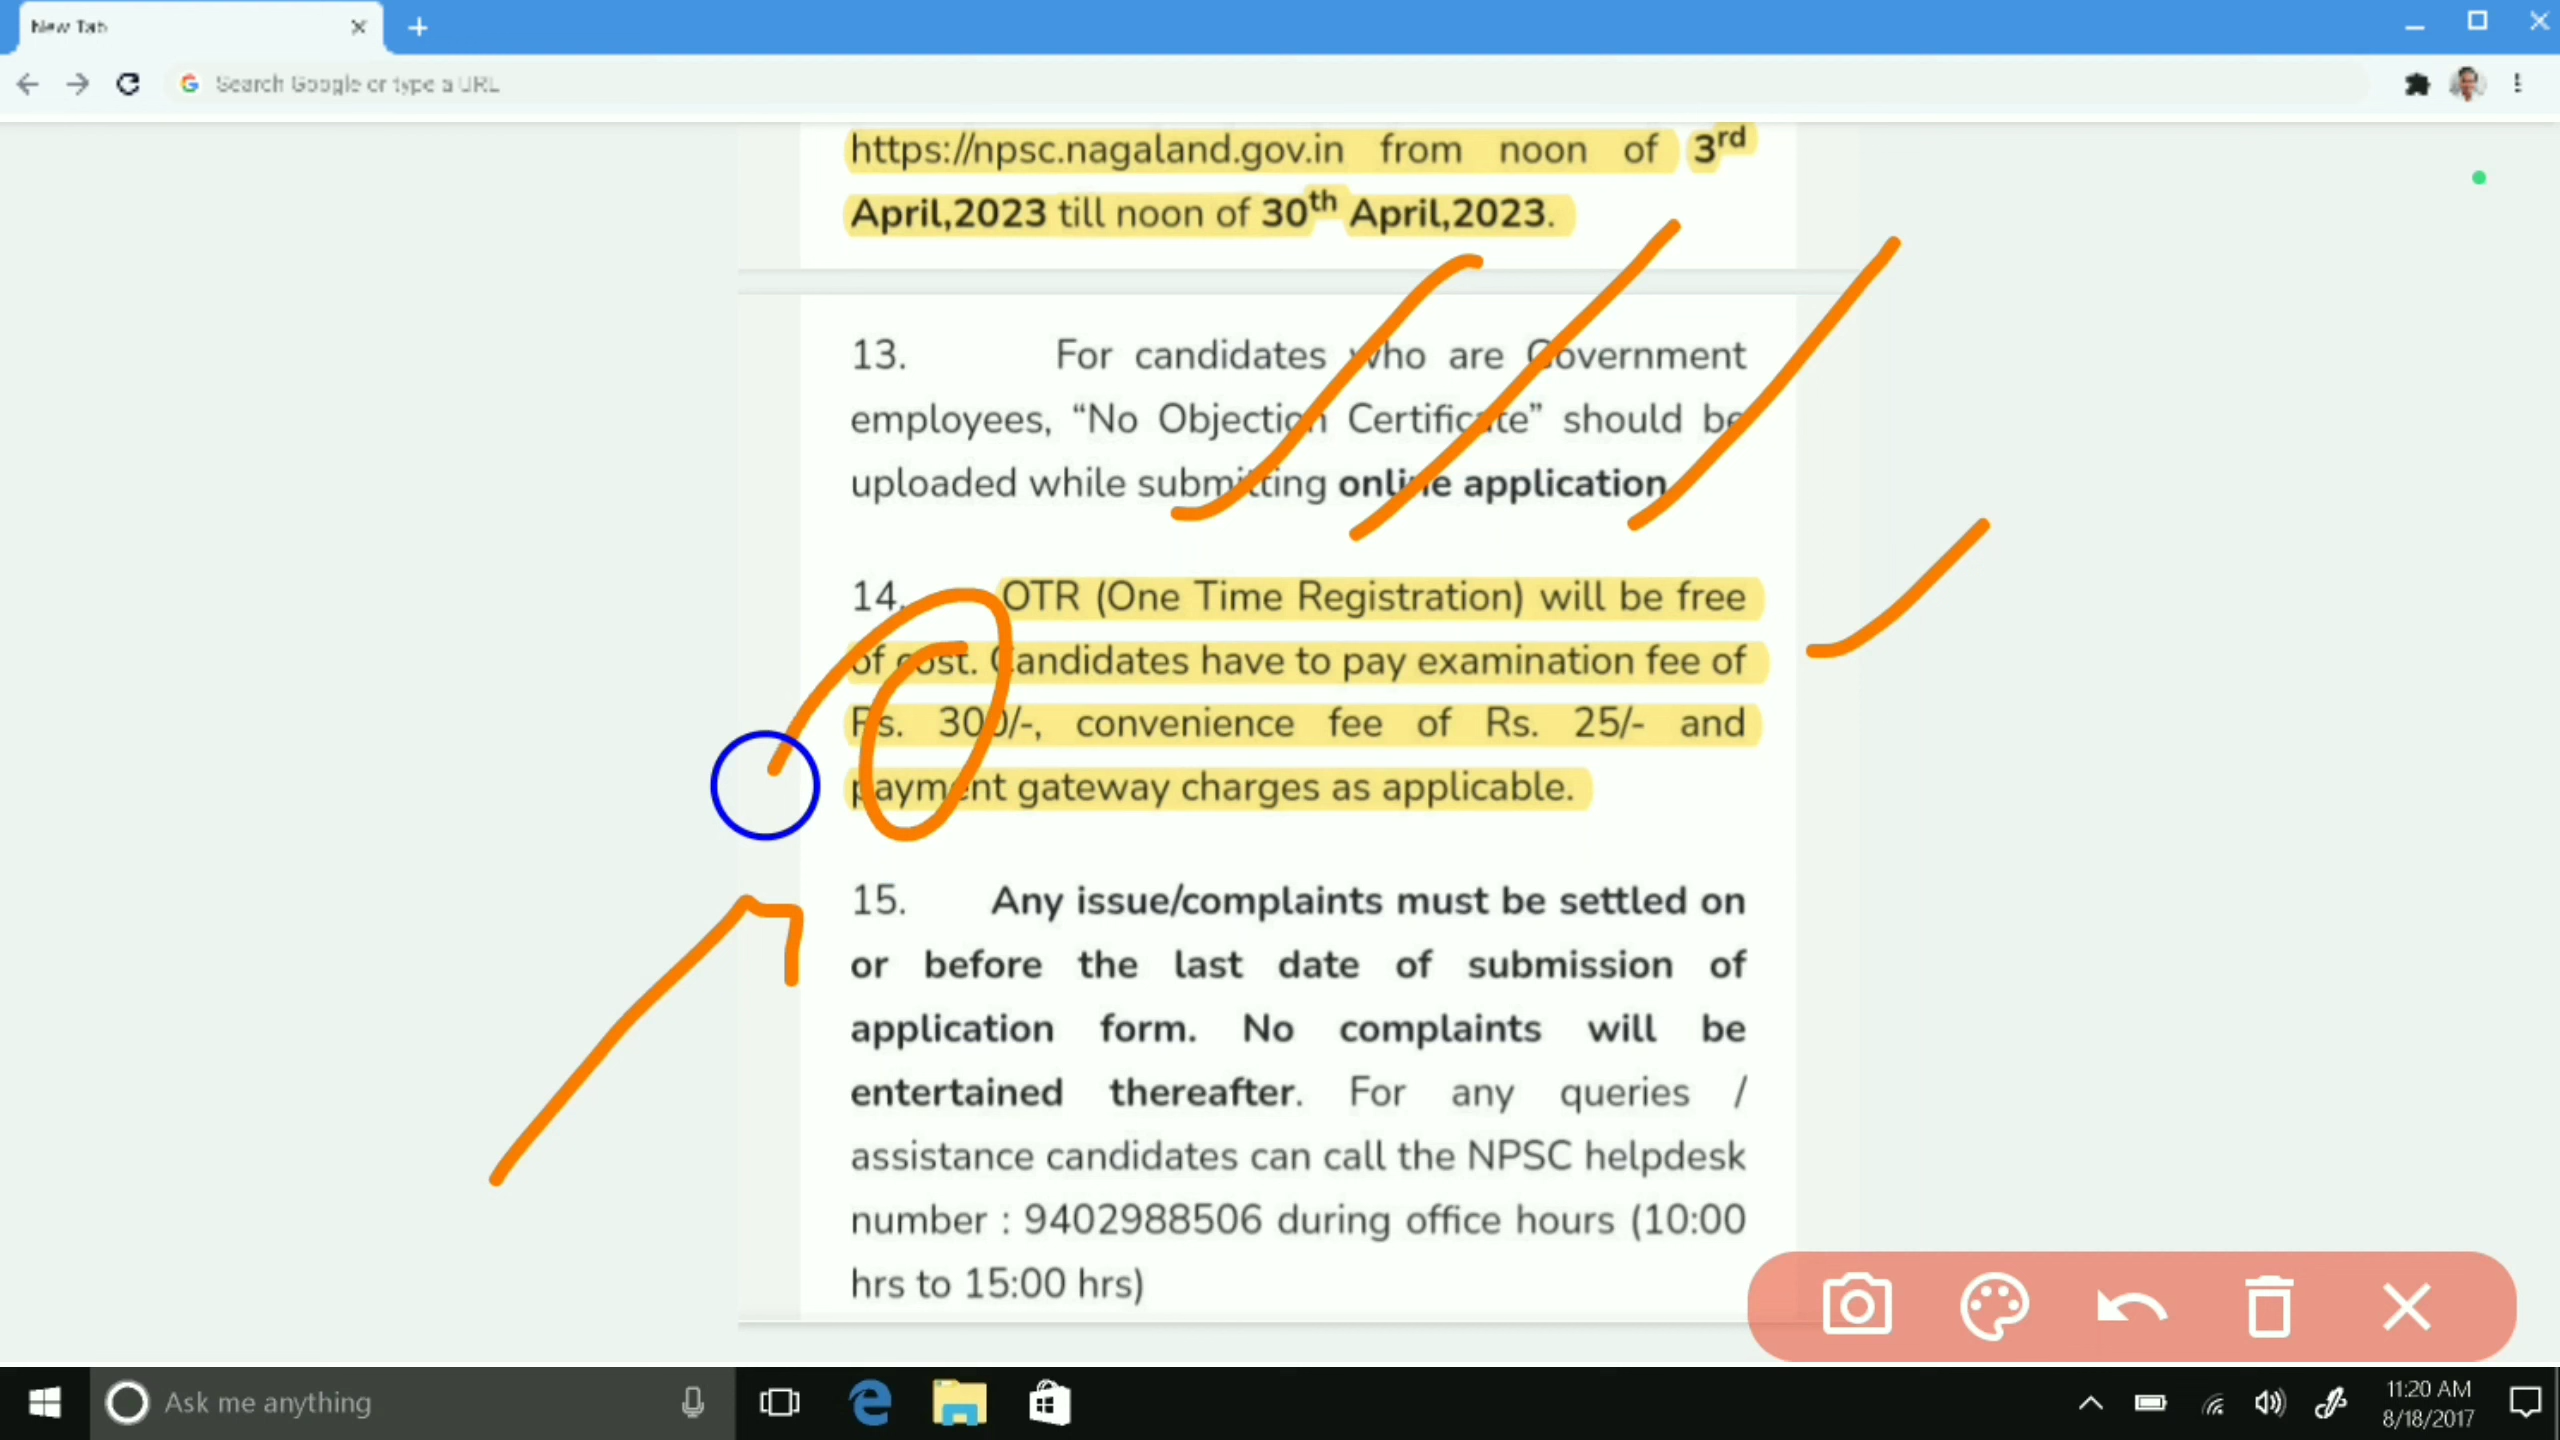 New Tab
Search Google or type a URL
https://npsc.nagaland.gov.in from noon of 3rd
April,2023 till noon of 30th April,2023.
13. For candidates who are Government
employees, “No Objection Certificate” should be
uploaded while submitting online application
14. OTR (One Time Registration) will be free
of cost. Candidates have to pay examination fee of
Rs. 300/-, convenience fee of Rs. 25/- and
payment gateway charges as applicable.
15. Any issue/complaints must be settled on
or before the last date of submission of
application form. No complaints will be
entertained thereafter. For any queries /
assistance candidates can call the NPSC helpdesk
number : 9402988506 during office hours (10:00
hrs to 15:00 hrs)
Ask me anything
11:20 AM
8/18/2017